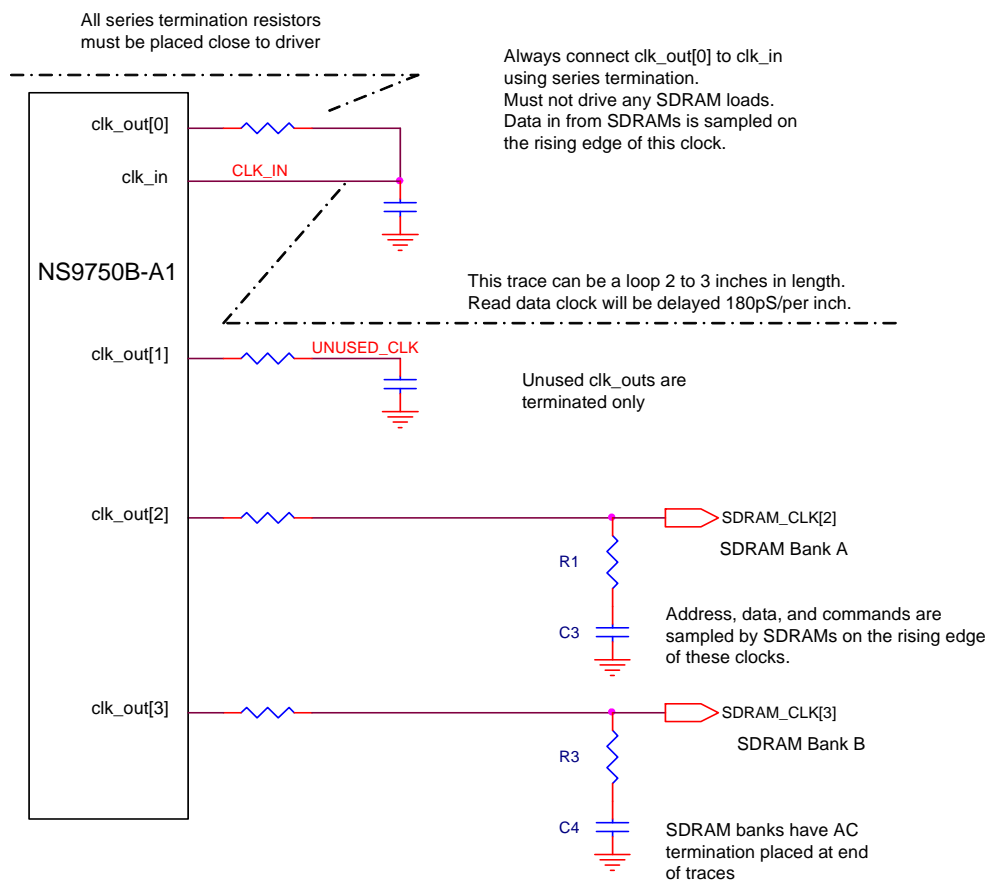 All series termination resistors
must be placed close to driver
Always connect clk_out[0] to clk_in
using series termination.
Must not drive any SDRAM loads.
Data in from SDRAMs is sampled on
the rising edge of this clock.
clk_out[0]
clk_in
CLK_IN
NS9750B-A1
This trace can be a loop 2 to 3 inches in length.
Read data clock will be delayed 180pS/per inch.
clk_out[1]
UNUSED_CLK
Unused clk_outs are
terminated only
clk_out[2]
SDRAM_CLK[2]
SDRAM Bank A
R1
C3
Address, data, and commands are
sampled by SDRAMs on the rising edge
of these clocks.
clk_out[3]
SDRAM_CLK[3]
SDRAM Bank B
R3
C4
SDRAM banks have AC
termination placed at end
of traces